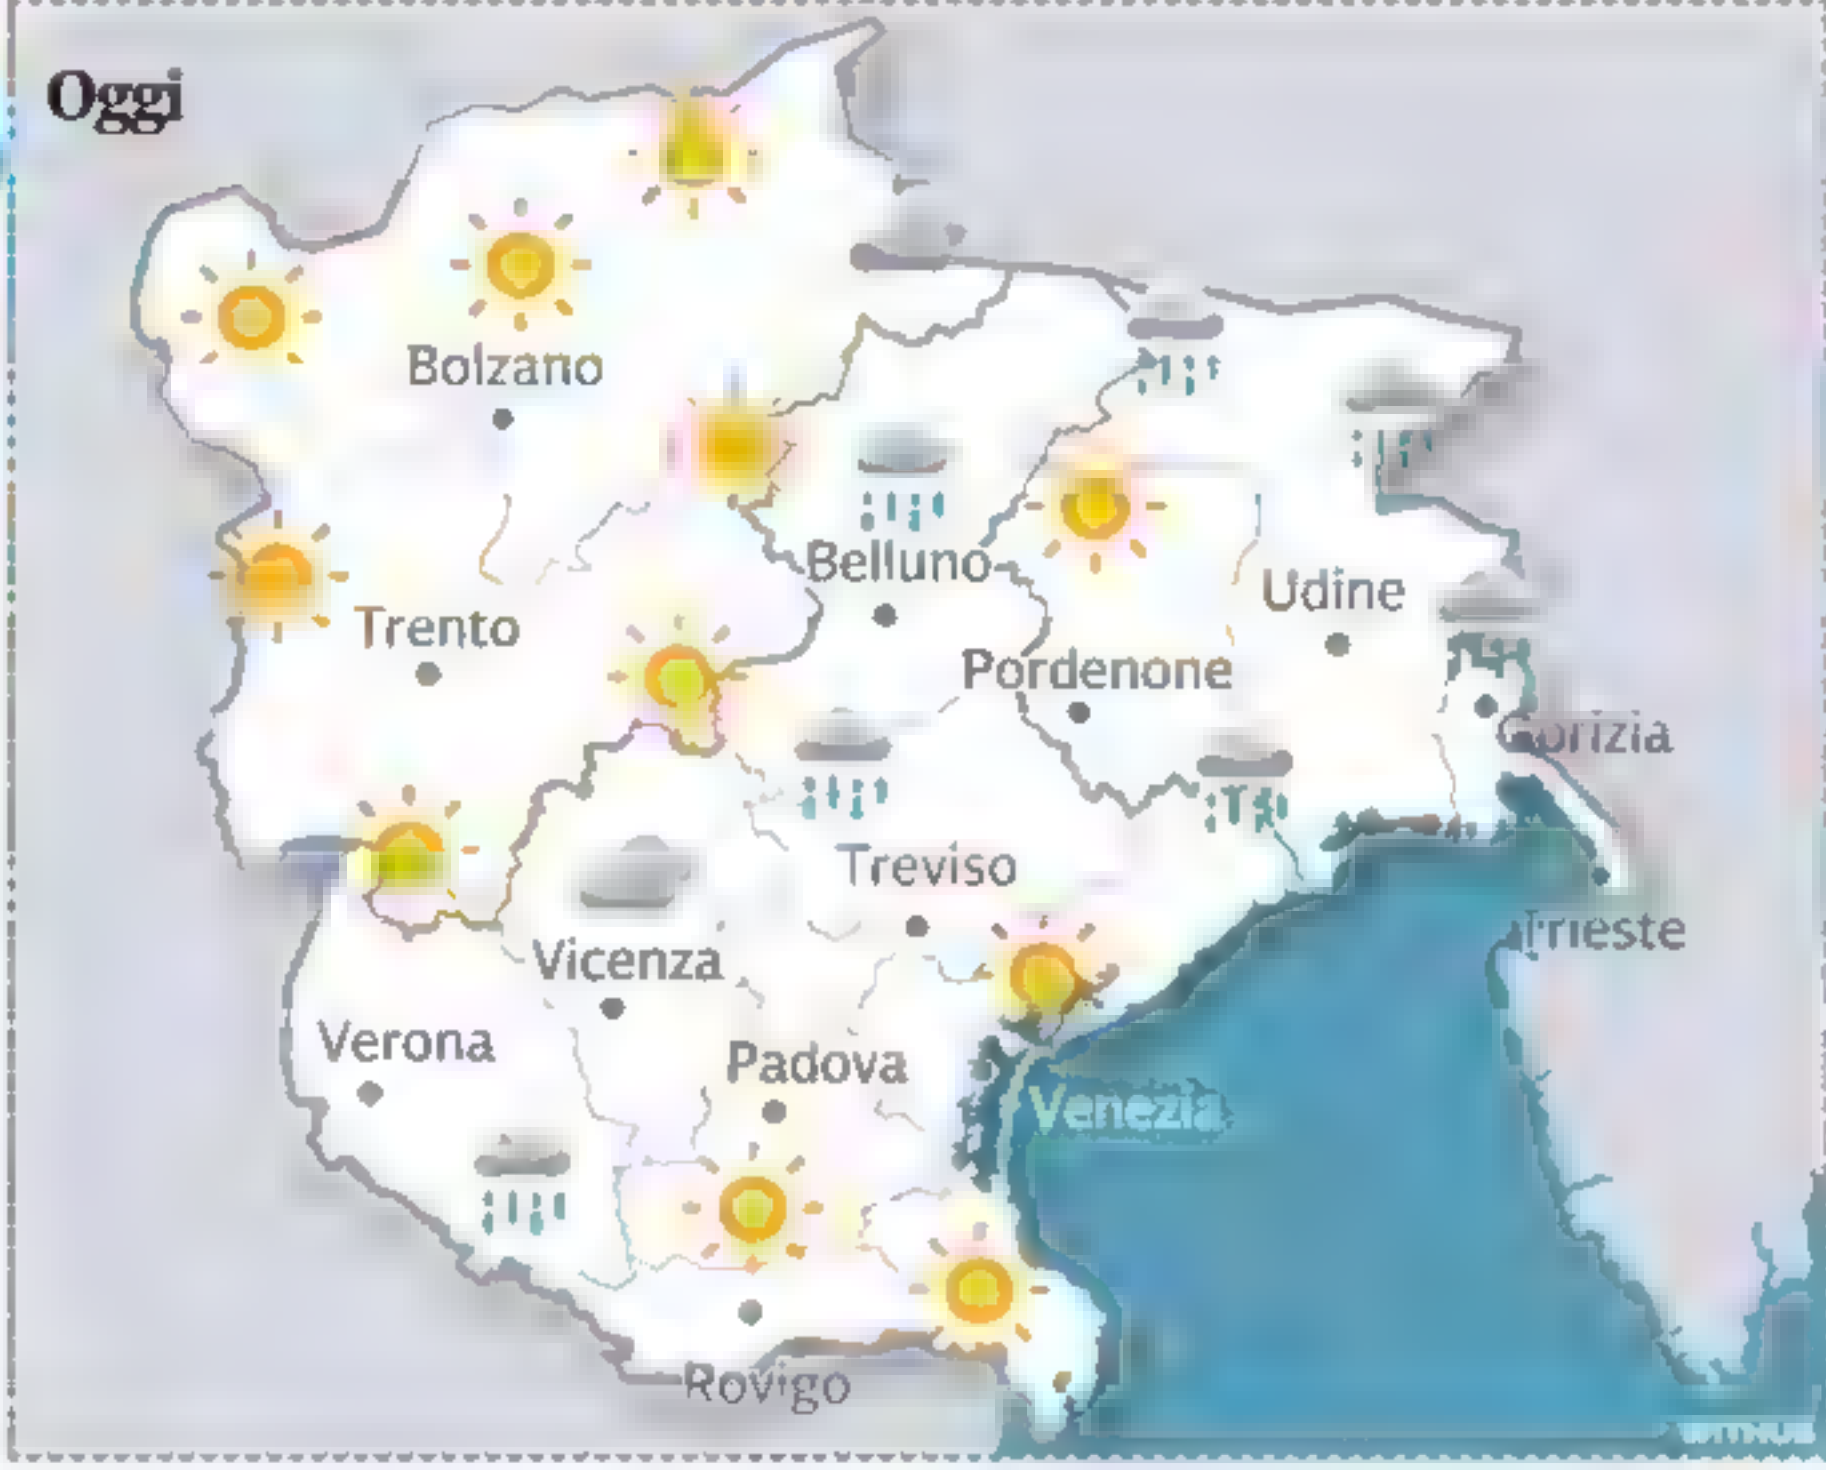 Oggi
Bolzano
Belluno
Udine
Trento
Pordenone
Gorizia
Treviso
Trieste
Vicenza
Verona
Padova
Venezia
Rovigo